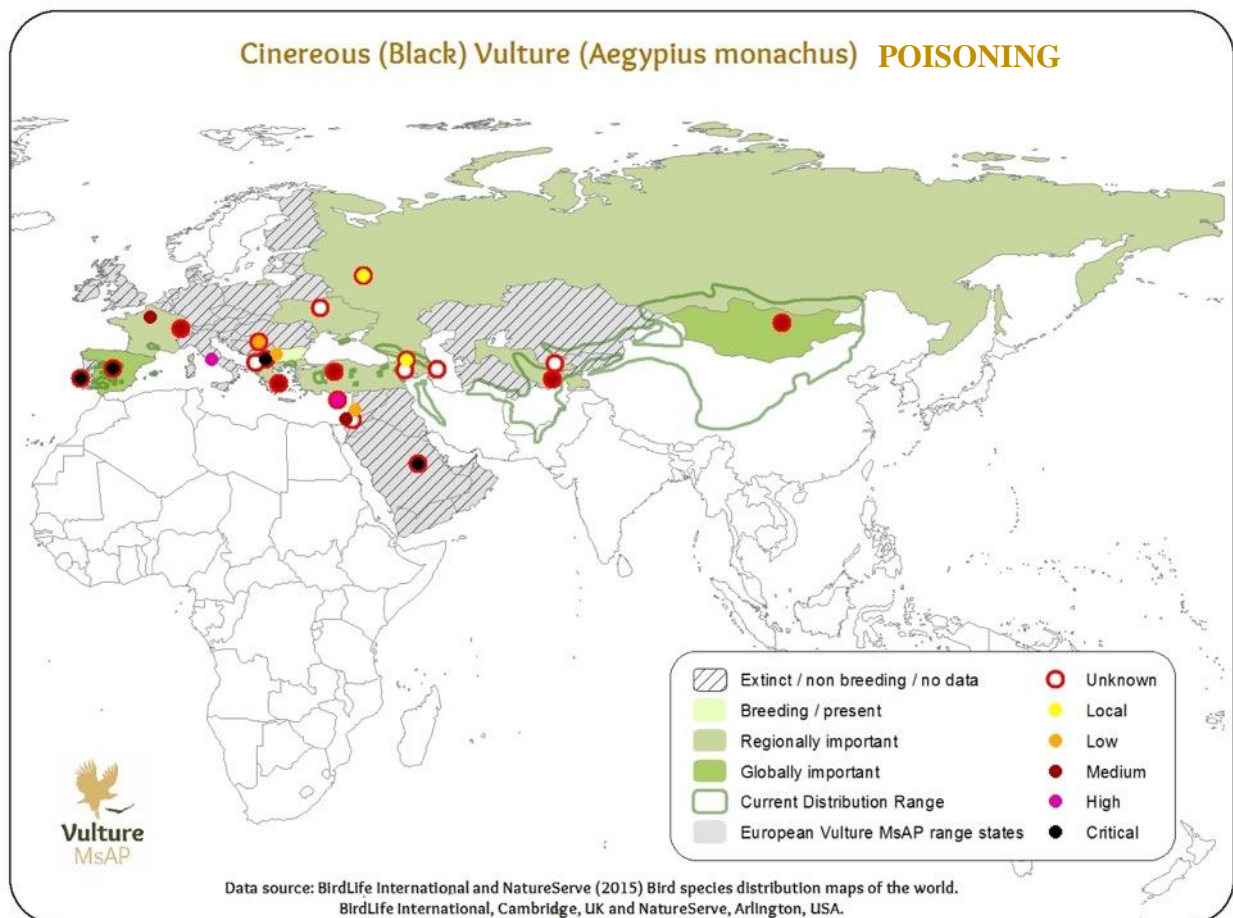 Cinereous (Black) Vulture (Aegypius monachus) POISONING
Extinct / non breeding / no data
Breeding / present
Regionally important
Globally important
Current Distribution Range
European Vulture MsAP range states
Unknown
Local
Low
Medium
High
Critical
Vulture
MsAP
Data source: BirdLife International and NatureServe (2015) Bird species distribution maps of the world.
BirdLife International, Cambridge, UK and NatureServe, Arlington, USA.